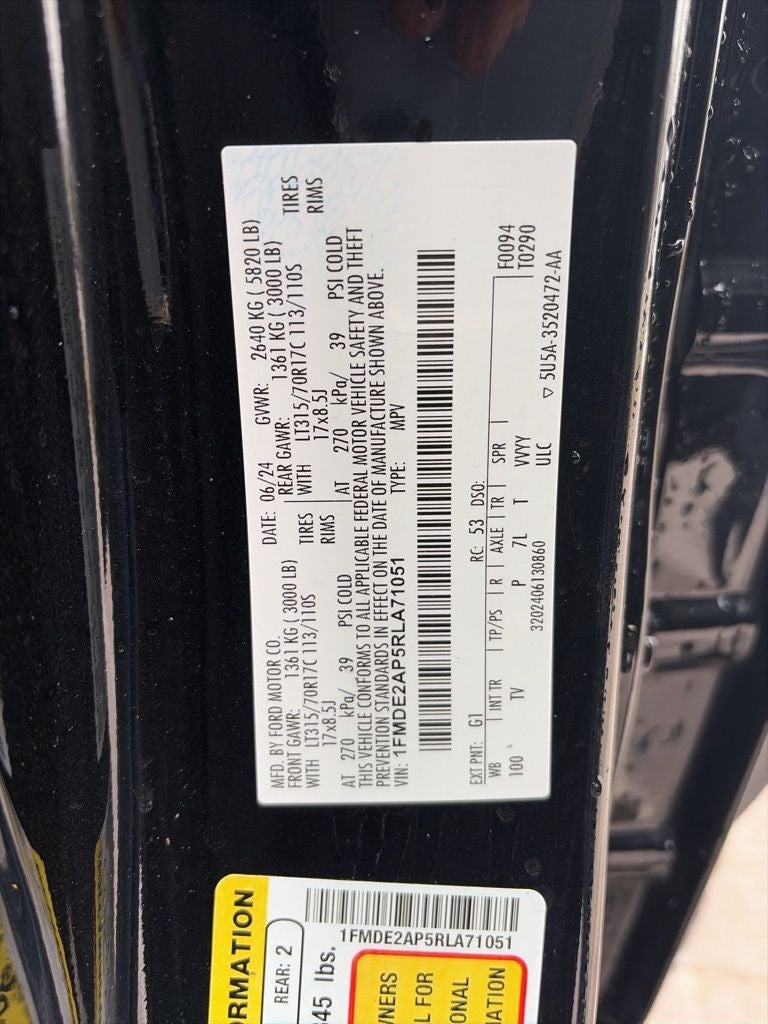 MFD. BY FORD MOTOR CO. DATE: 06/24 GVWR: 2640 KG ( 5820 LB)
FRONT GAWR: 1361 KG (3000 LB) REAR GAWR: 1361 KG (3000 LB)
WITH LT315/70R17C 113/110S TIRES WITH LT315/70R17C 113/110S TIRES
17x8.5J RIMS 17x8.5J RIMS
AT 270 kPa/ 39 PSI COLD AT 270 kPa/ 39 PSI COLD
THIS VEHICLE CONFORMS TO ALL APPLICABLE FEDERAL MOTOR VEHICLE SAFETY AND THEFT
PREVENTION STANDARDS IN EFFECT ON THE DATE OF MANUFACTURE SHOWN ABOVE.
VIN: 1FMDE2AP5RLA71051 TYPE: MPV
EXT PNT: G1 RC: 53 DSO:
WB INT TR TP/PS R AXLE TR SPR F0094
100 TV P 7L T VVYY T0290
3202406130860 ULC
▽ 5U5A-3520472-AA
ORMATION
REAR: 2
345 lbs.
1FMDE2AP5RLA71051
WNERS
L FOR
ONAL
MATION